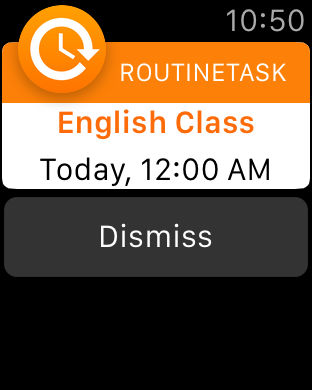 10:50
ROUTINETASK
English Class
Today, 12:00 AM
Dismiss